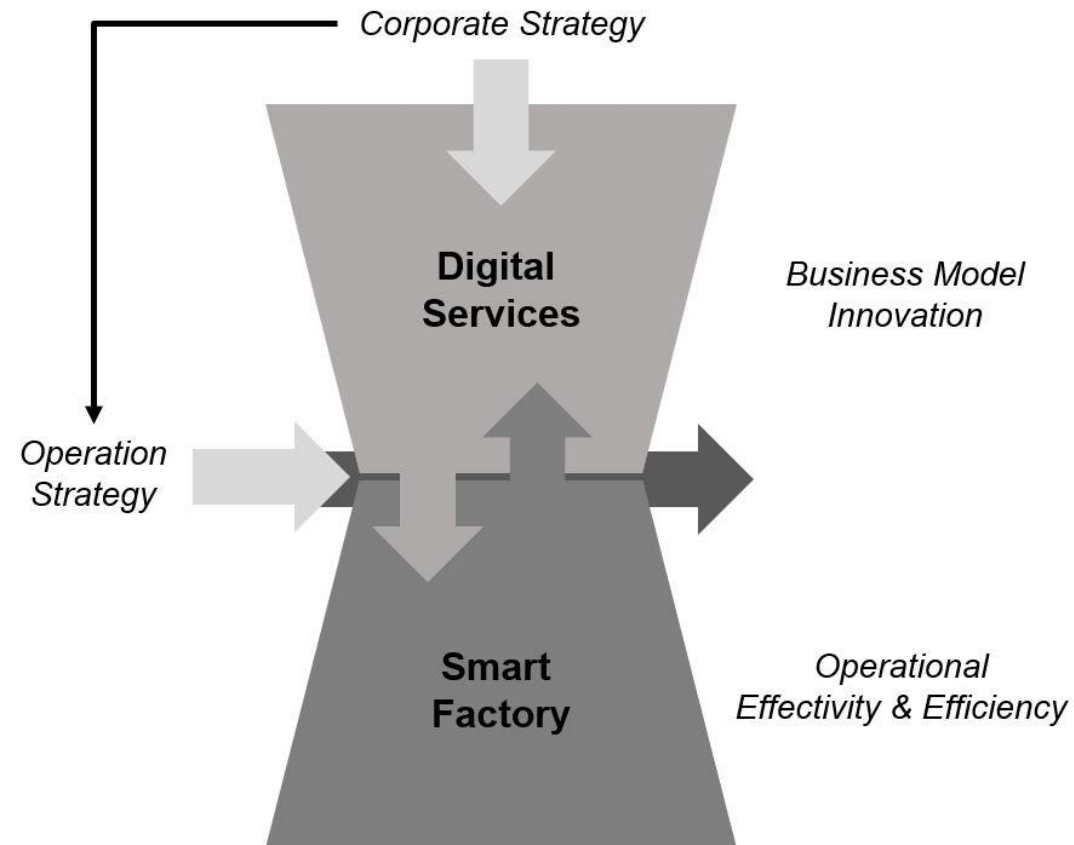 Corporate Strategy
Digital
Services
Business Model
Innovation
Operation
Strategy
Smart
Factory
Operational
Effectivity & Efficiency